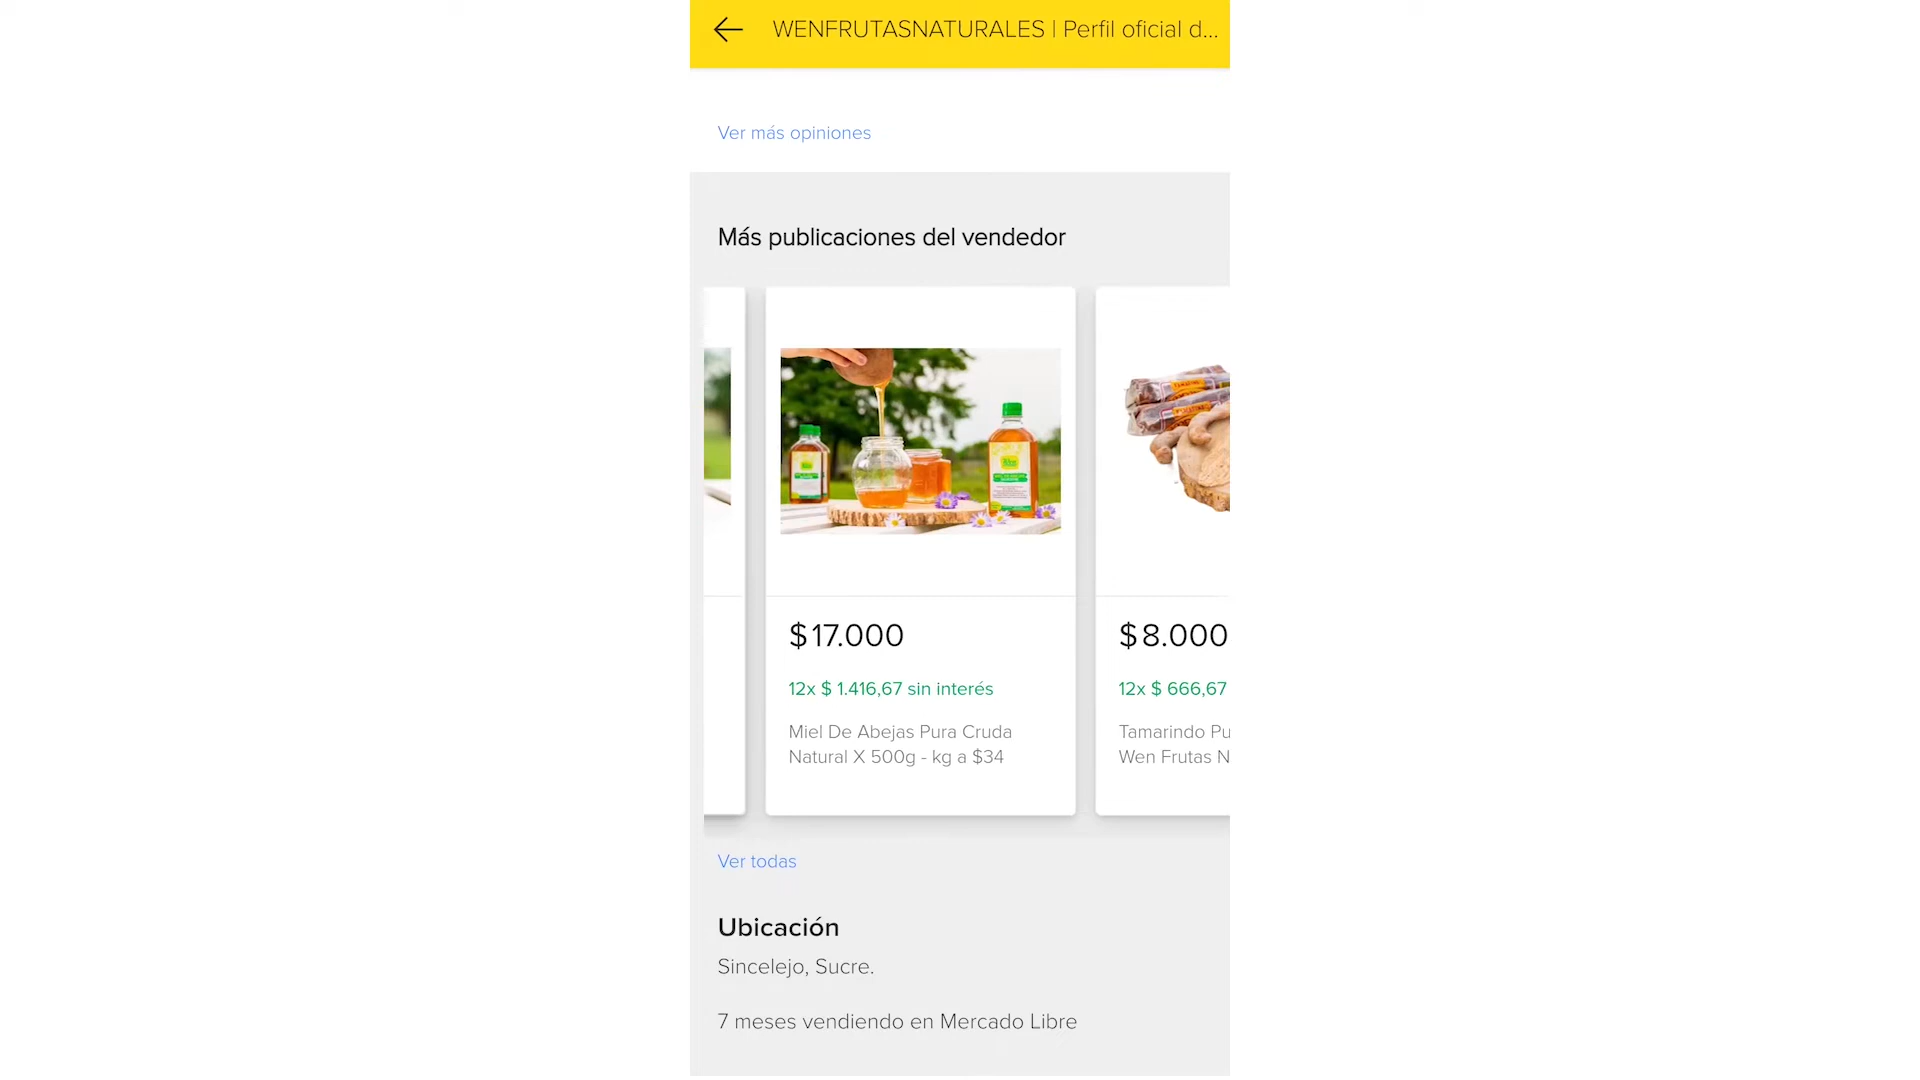 WENFRUTASNATURALES | Perfil oficial d...
Ver más opiniones
Más publicaciones del vendedor
$ 17.000
12x $ 1.416,67 sin interés
Miel De Abejas Pura Cruda
Natural X 500g - kg a $34
$ 8.000
12x $ 666,67
Tamarindo Pu
Wen Frutas N
Ver todas
Ubicación
Sincelejo, Sucre.
7 meses vendiendo en Mercado Libre